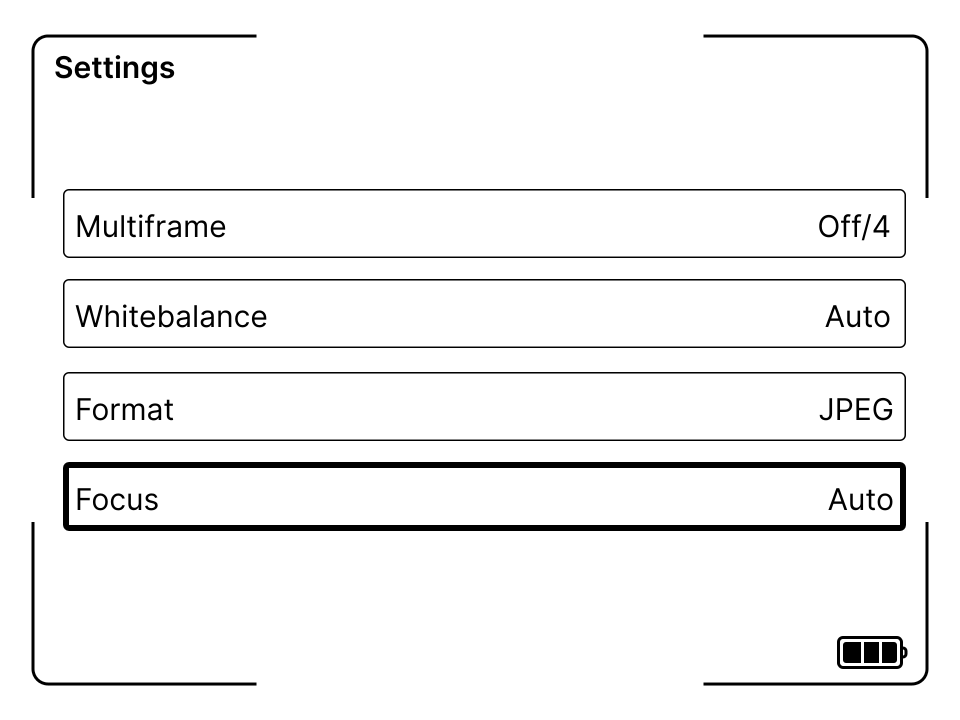 Settings
Multiframe Off/4
Whitebalance Auto
Format JPEG
Focus Auto